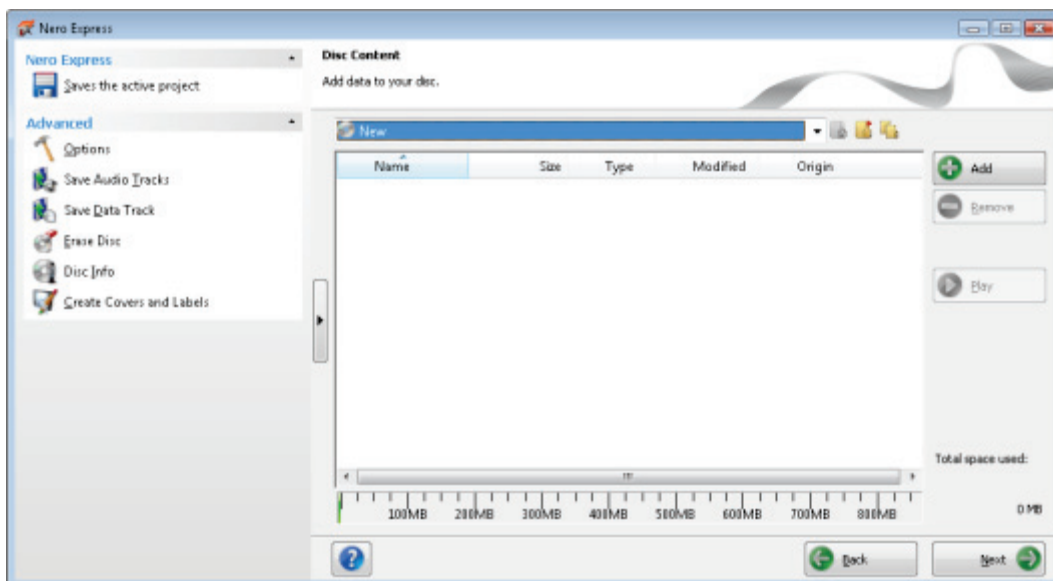 Nero Express
Nero Express
Saves the active project
Advanced
Options
Save Audio Tracks
Save Data Track
Erase Disc
Disc Info
Create Covers and Labels
Disc Content
Add data to your disc.
New
Name Size Type Modified Origin
Add
Remove
Play
Total space used:
100MB 200MB 300MB 400MB 500MB 600MB 700MB 800MB
0 MB
Back
Next